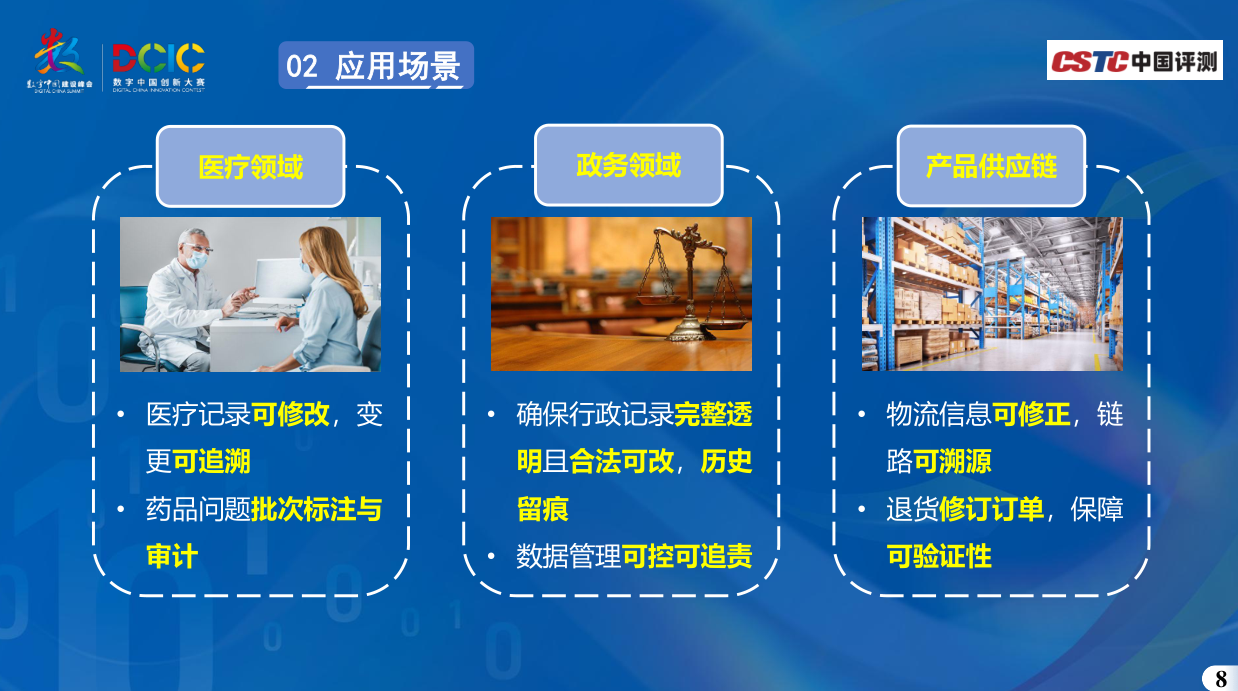 数字中国建设峰会
DIGITAL CHINA SUMMIT
DCIC
数字中国创新大赛
DIGITAL CHINA INNOVATION CONTEST
02 应用场景
CSTC中国评测
医疗领域
• 医疗记录可修改，变
更可追溯
• 药品问题批次标注与
审计
政务领域
• 确保行政记录完整透
明且合法可改，历史
留痕
• 数据管理可控可追责
产品供应链
• 物流信息可修正，链
路可溯源
• 退货修订订单，保障
可验证性
8